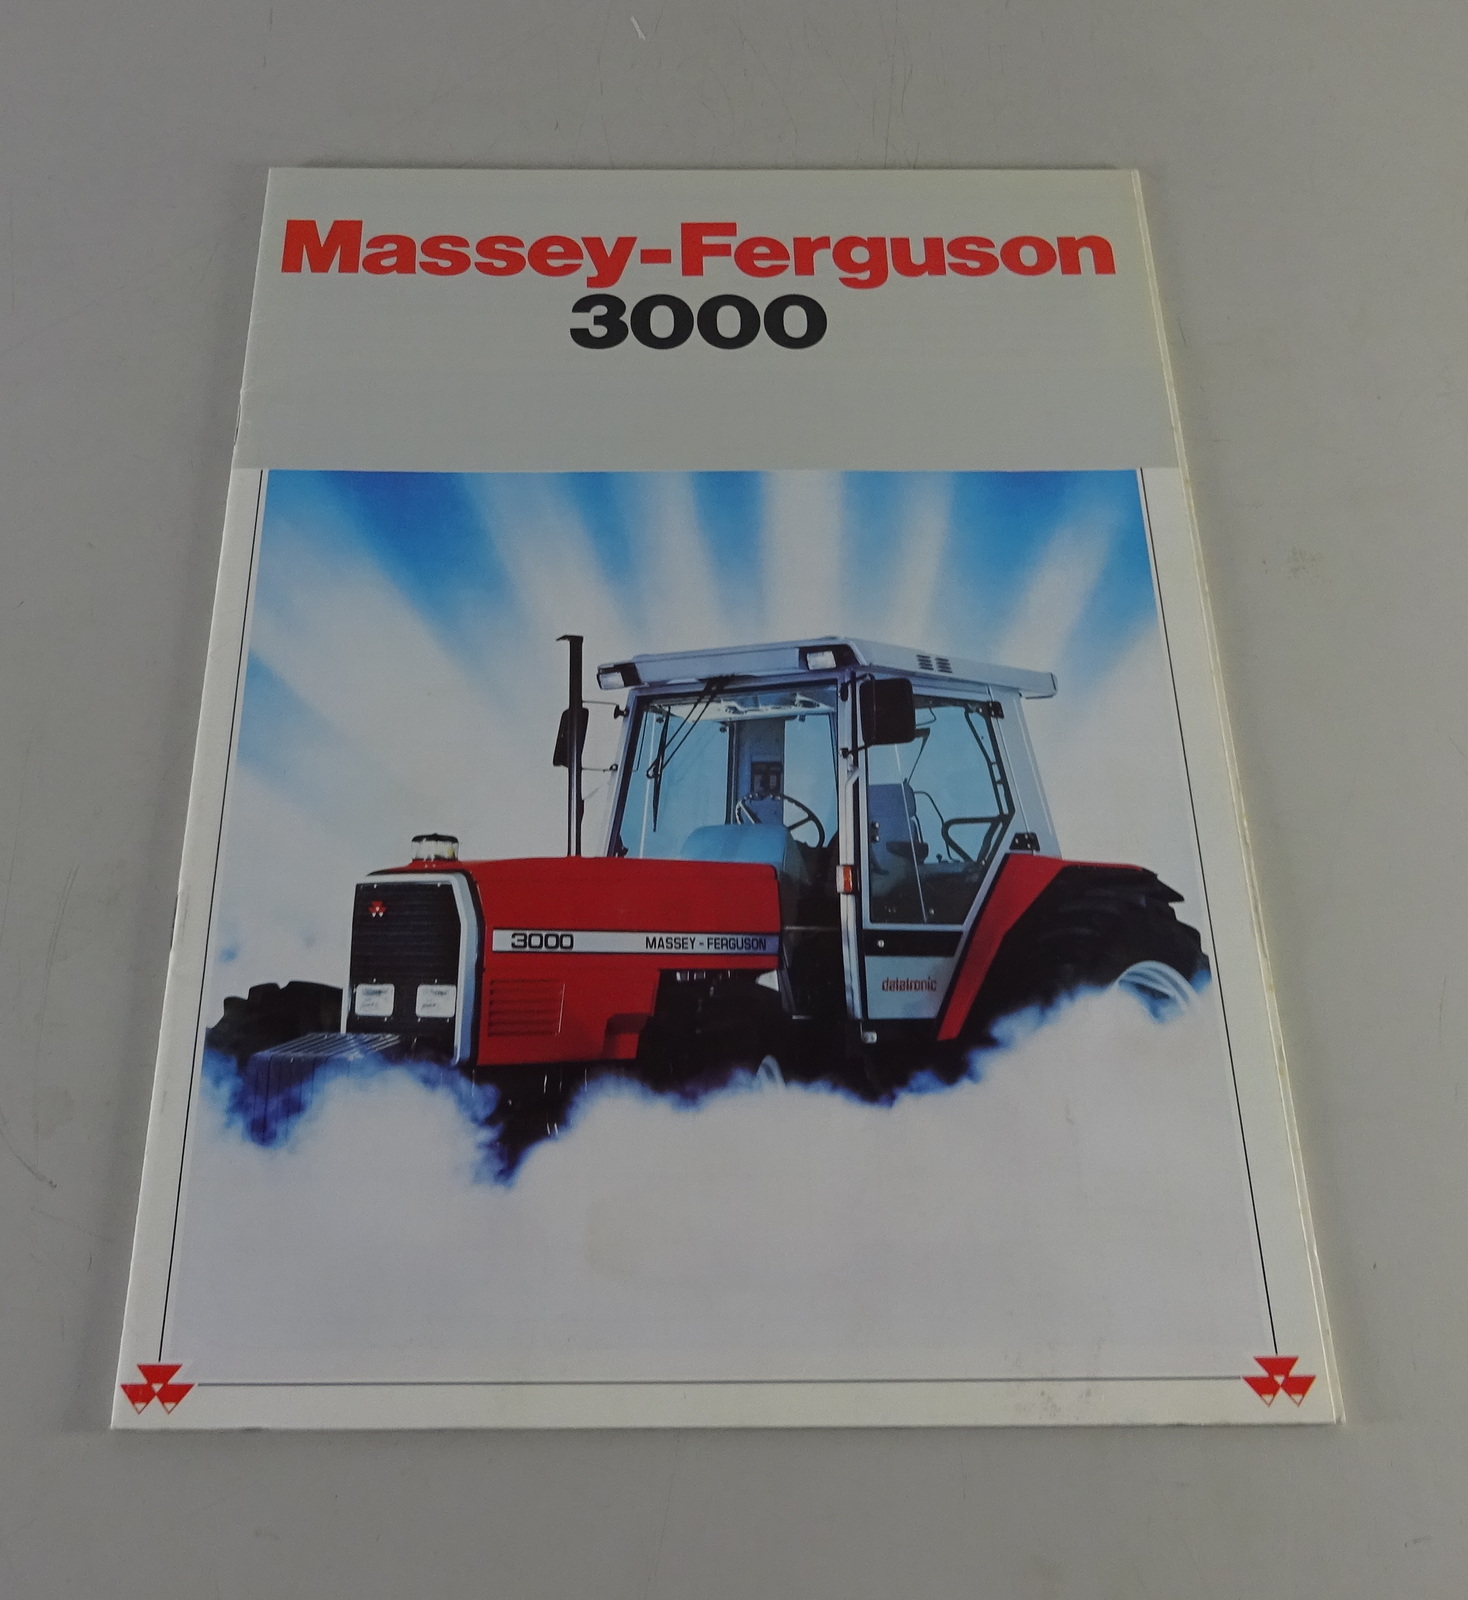 Massey-Ferguson
3000
3000 MASSEY-FERGUSON
datatronic